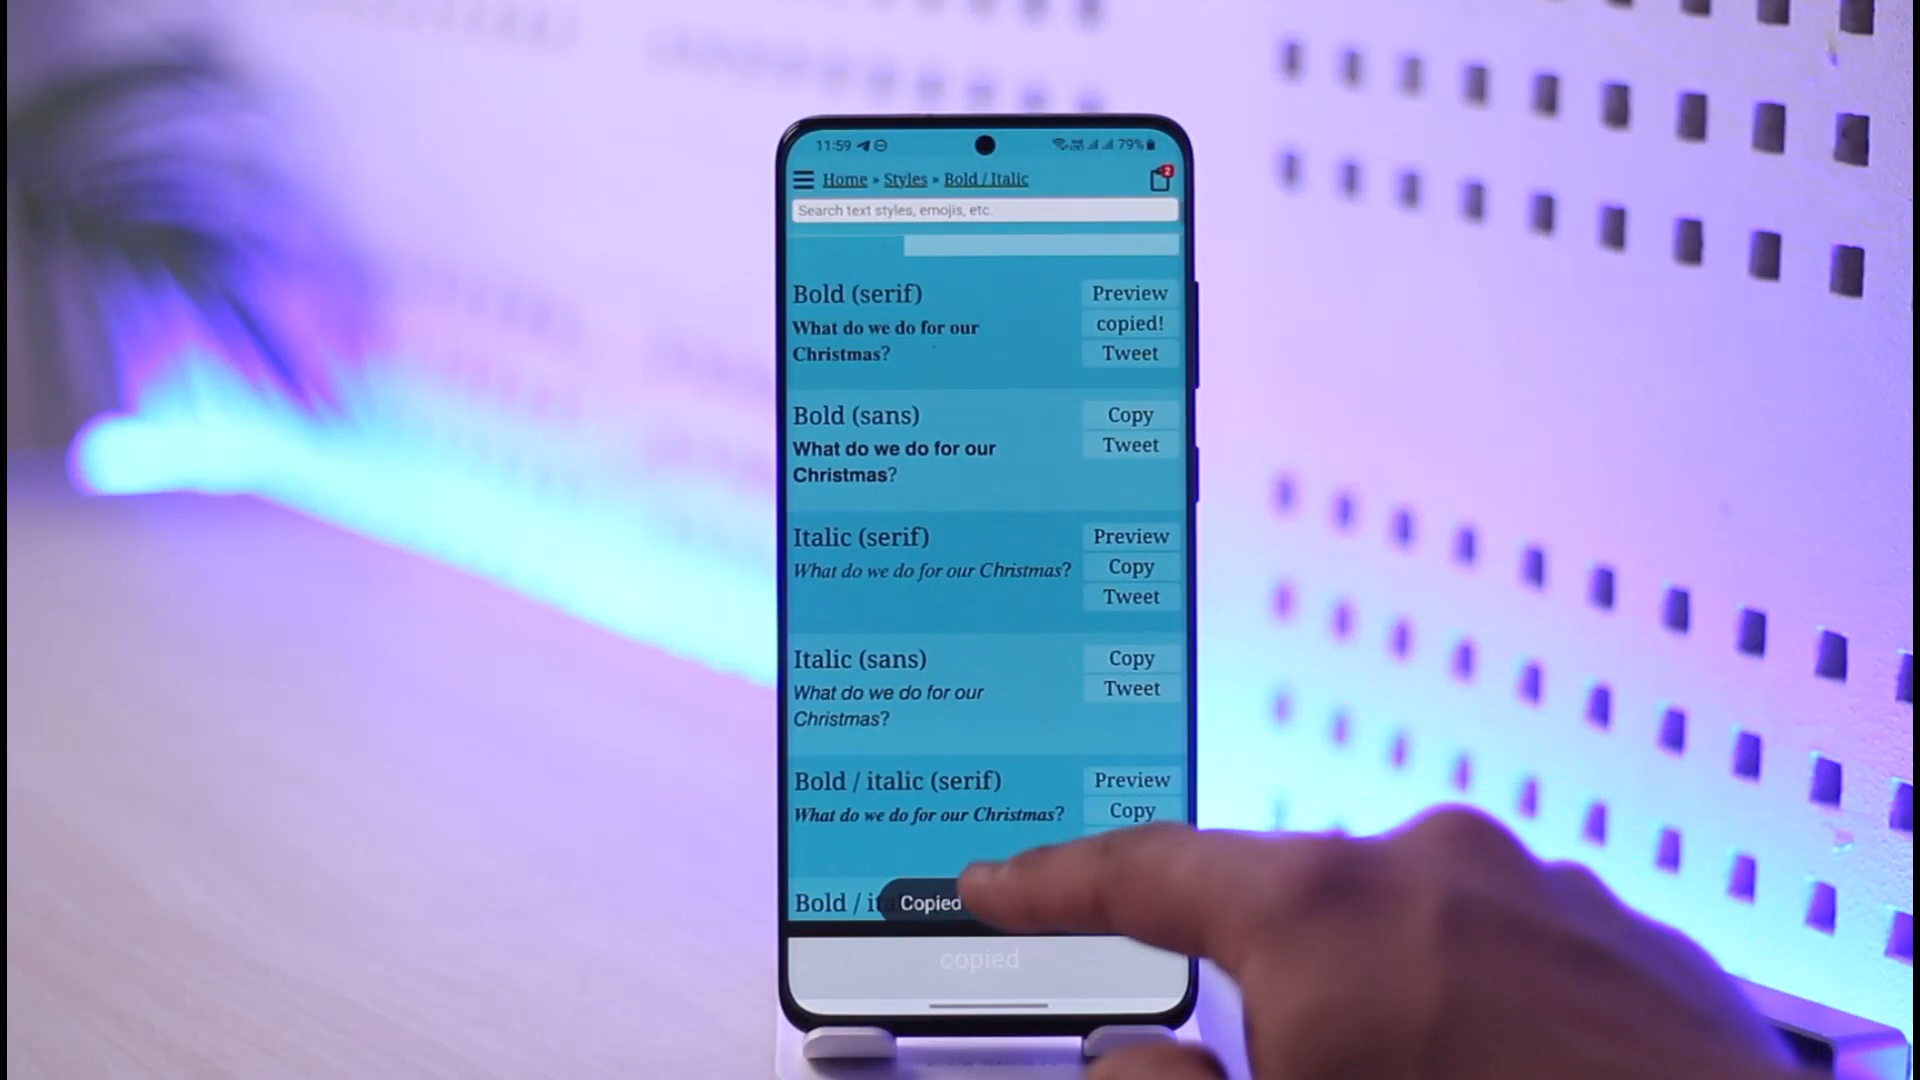 11:59
79%
Home » Styles » Bold / Italic
2
Search text styles, emojis, etc.
Bold (serif)
Preview
What do we do for our
Christmas?
copied!
Tweet
Bold (sans)
Copy
What do we do for our
Christmas?
Tweet
Italic (serif)
Preview
What do we do for our Christmas?
Copy
Tweet
Italic (sans)
Copy
What do we do for our
Christmas?
Tweet
Bold / italic (serif)
Preview
What do we do for our Christmas?
Copy
Bold / ita
Copied
copied